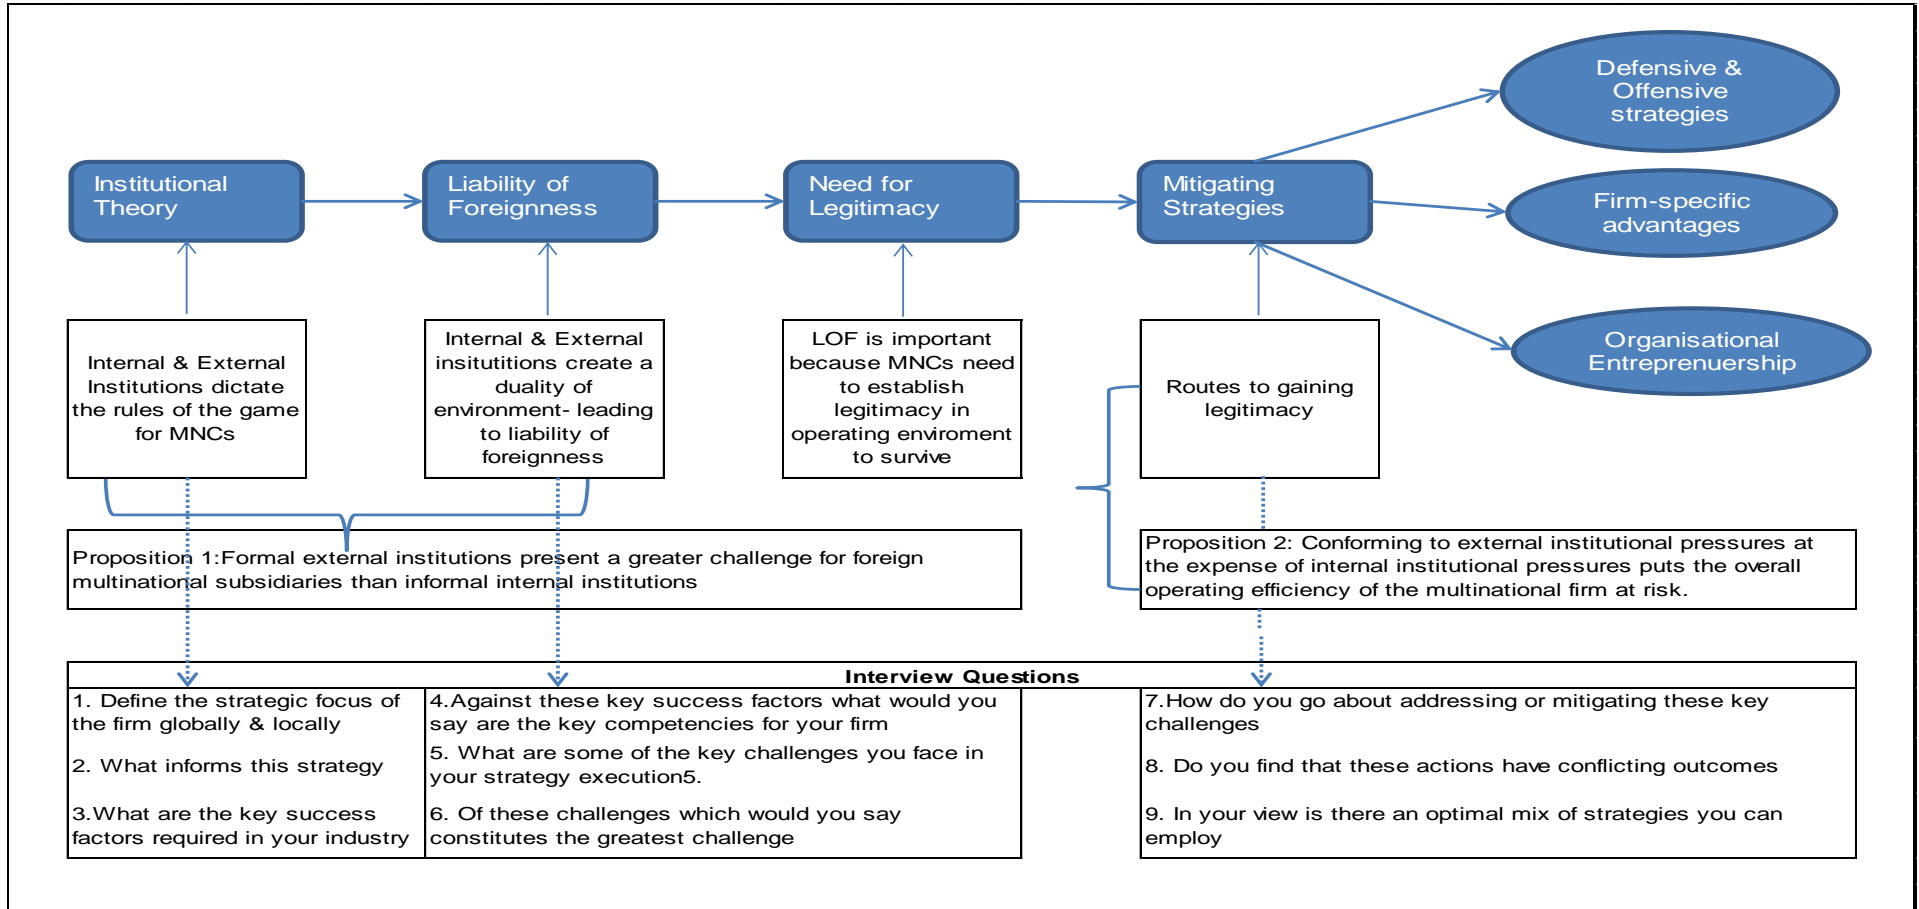 Defensive &
Offensive
strategies
Institutional
Theory
Liability of
Foreignness
Need for
Legitimacy
Mitigating
Strategies
Firm-specific
advantages
Organisational
Entreprenuership
Internal & External
Institutions dictate
the rules of the game
for MNCs
Internal & External
insitutitions create a
duality of
environment- leading
to liability of
foreignness
LOF is important
because MNCs need
to establish
legitimacy in
operating enviroment
to survive
Routes to gaining
legitimacy
Proposition 1:Formal external institutions present a greater challenge for foreign
multinational subsidiaries than informal internal institutions
Proposition 2: Conforming to external institutional pressures at
the expense of internal institutional pressures puts the overall
operating efficiency of the multinational firm at risk.
Interview Questions
1. Define the strategic focus of
the firm globally & locally
2. What informs this strategy
3.What are the key success
factors required in your industry
4.Against these key success factors what would you
say are the key competencies for your firm
5. What are some of the key challenges you face in
your strategy execution5.
6. Of these challenges which would you say
constitutes the greatest challenge
7.How do you go about addressing or mitigating these key
challenges
8. Do you find that these actions have conflicting outcomes
9. In your view is there an optimal mix of strategies you can
employ